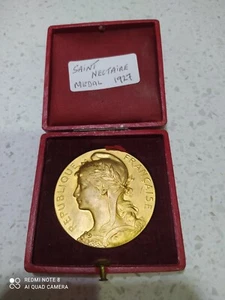 SAINT
NECTAIRE
MEDAL 1927
REPUBLIQUE FRANÇAISE
REDMI NOTE 8
AI QUAD CAMERA